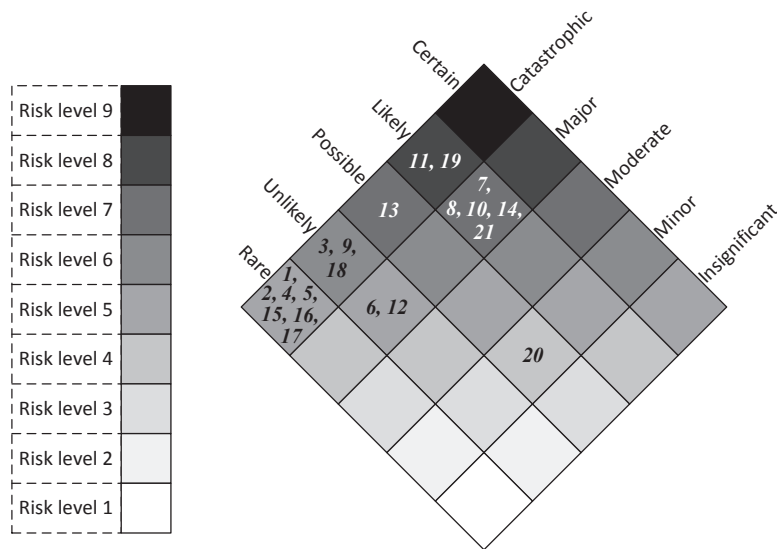 Risk level 9
Risk level 8
Risk level 7
Risk level 6
Risk level 5
Risk level 4
Risk level 3
Risk level 2
Risk level 1
Certain
Likely
Possible
Unlikely
Rare
Catastrophic
Major
Moderate
Minor
Insignificant
11, 19
7,
8, 10, 14,
21
13
3, 9,
18
1,
2, 4, 5,
15, 16,
17
6, 12
20